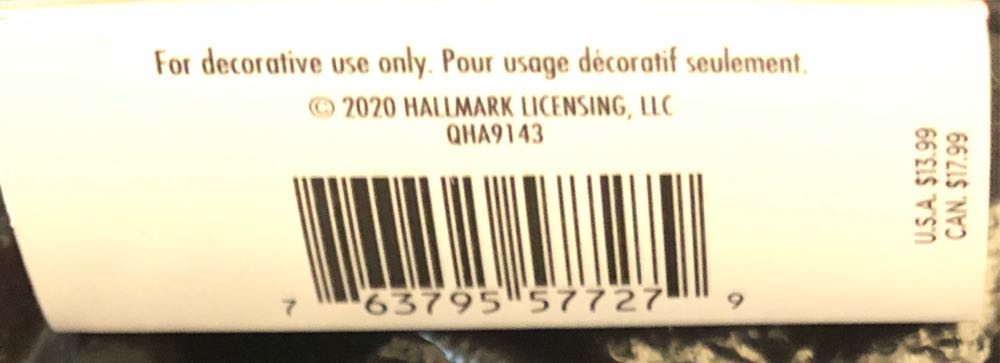 For decorative use only. Pour usage décoratif seulement.
© 2020 HALLMARK LICENSING, LLC
QHA9143
7 63795 57727 9
U.S.A. $13.99
CAN. $17.99